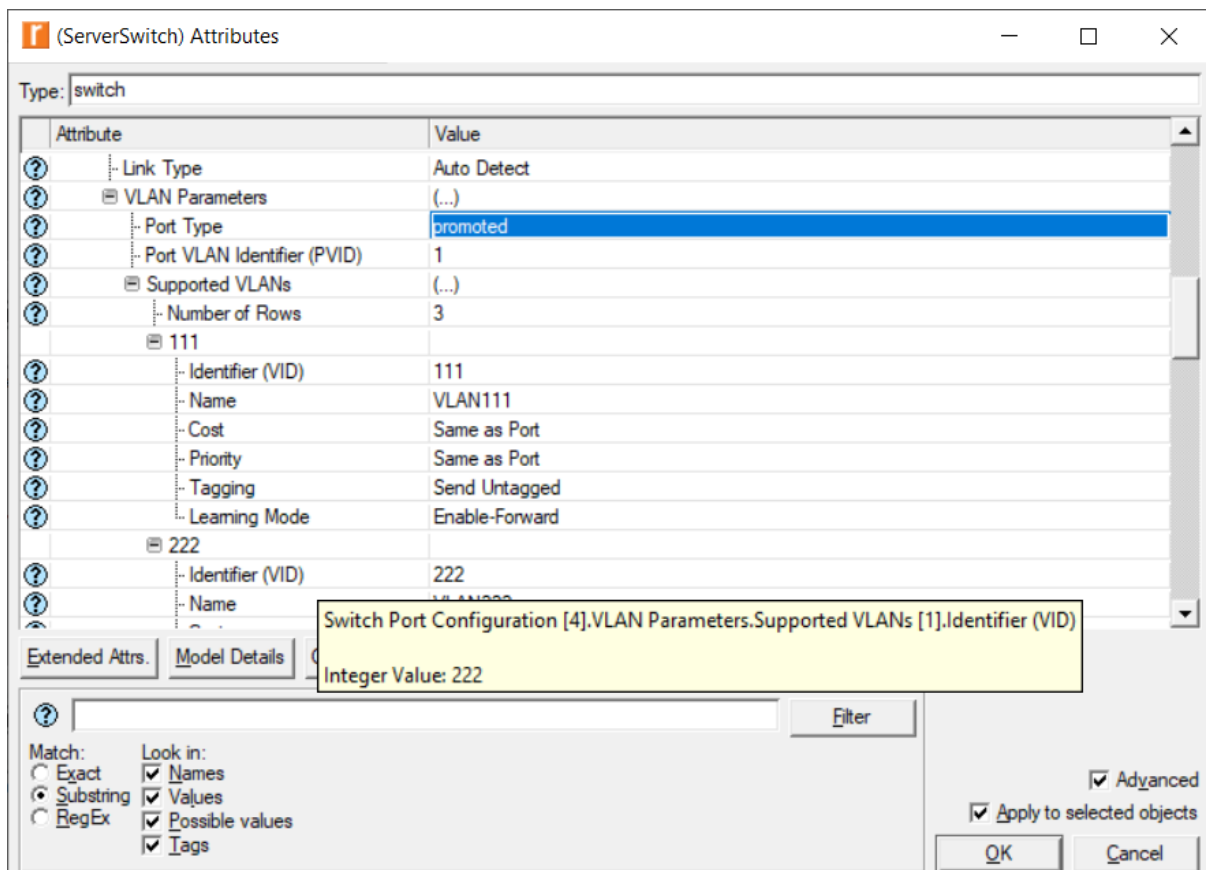 (ServerSwitch) Attributes
Type: switch
Attribute Value
Link Type Auto Detect
VLAN Parameters (...)
Port Type promoted
Port VLAN Identifier (PVID) 1
Supported VLANs (...)
Number of Rows 3
111
Identifier (VID) 111
Name VLAN111
Cost Same as Port
Priority Same as Port
Tagging Send Untagged
Learning Mode Enable-Forward
222
Identifier (VID) 222
Name
Switch Port Configuration [4].VLAN Parameters.Supported VLANs [1].Identifier (VID)
Integer Value: 222
Extended Attrs. Model Details
Filter
Match: Look in:
Exact Names
Substring Values
RegEx Possible values
Tags
Advanced
Apply to selected objects
OK Cancel